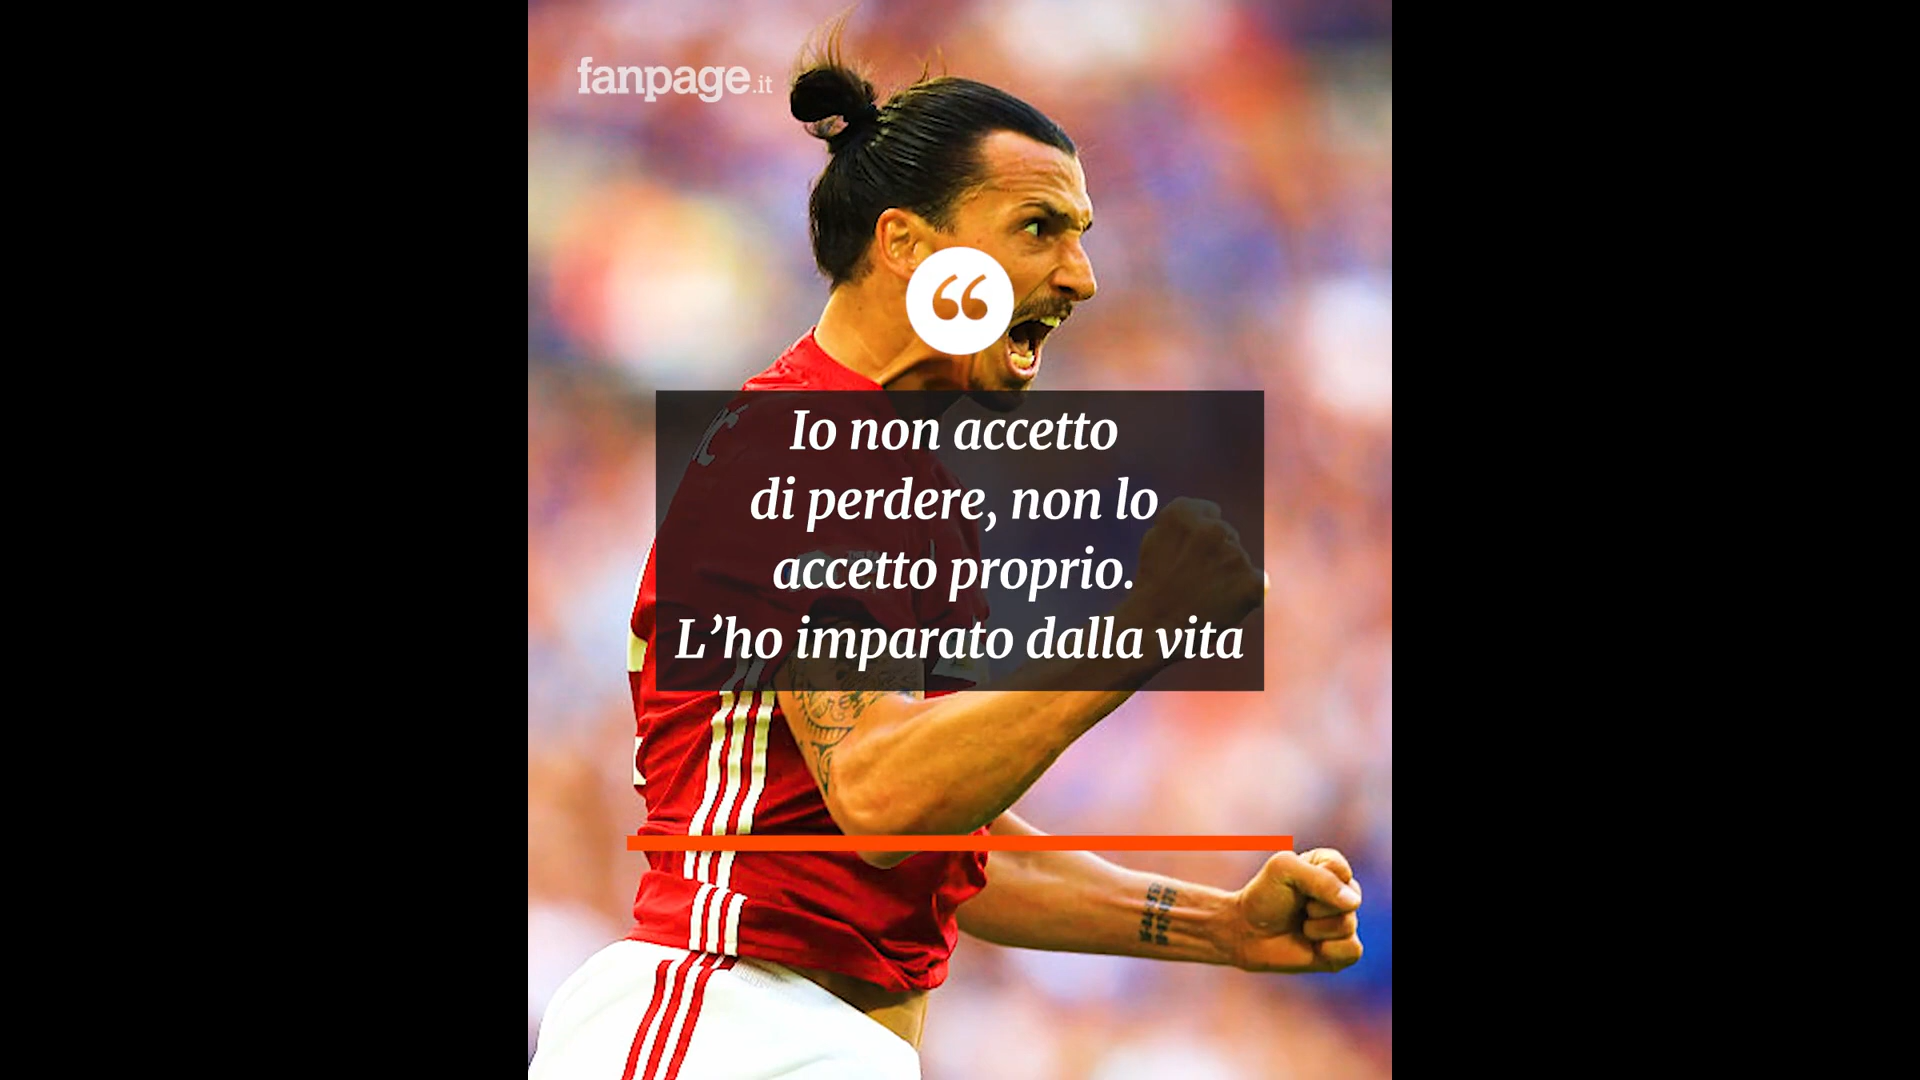 fanpage.it
Io non accetto
di perdere, non lo
accetto proprio.
L’ho imparato dalla vita